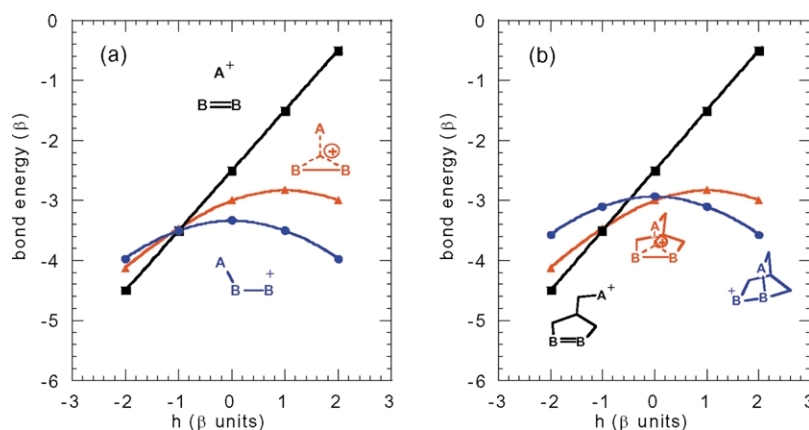 (a)
A+
B=B
A
+
B B
A
B—B
+
bond energy (β)
0
-1
-2
-3
-4
-5
-6
-3 -2 -1 0 1 2 3
h (β units)
(b)
A
+
B B
A+
B=B
+
A
B B
bond energy (β)
0
-1
-2
-3
-4
-5
-6
-3 -2 -1 0 1 2 3
h (β units)